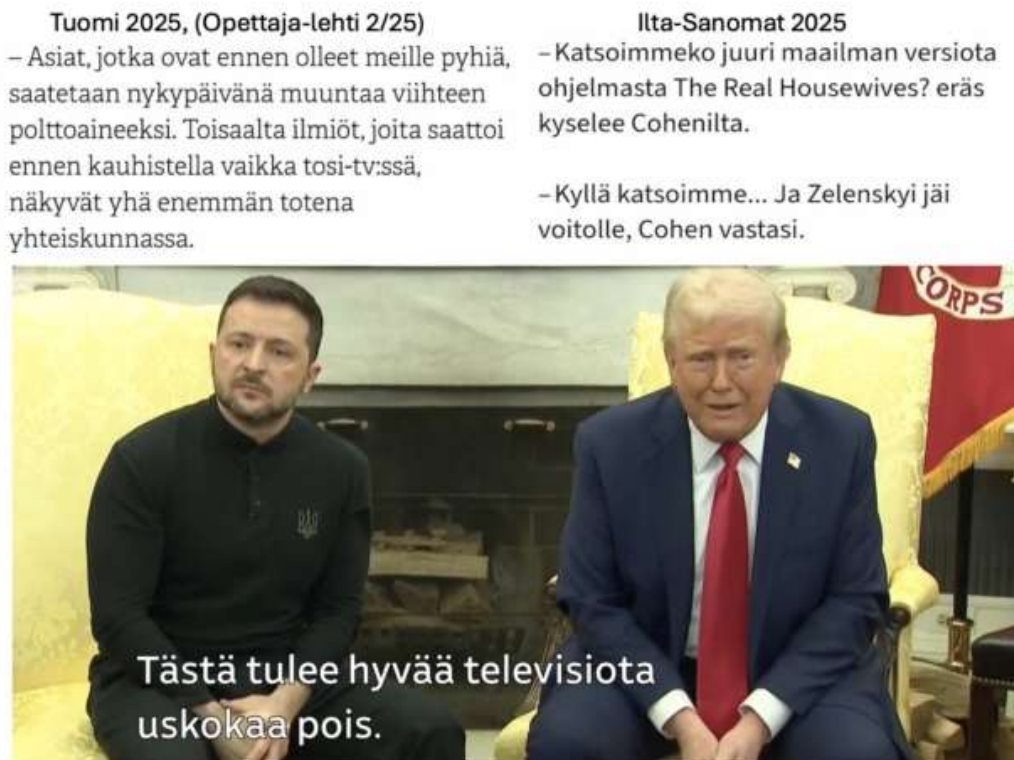 Tuomi 2025, (Opettaja-lehti 2/25)
– Asiat, jotka ovat ennen olleet meille pyhiä,
saatetaan nykypäivänä muuntaa viihteen
polttoaineeksi. Toisaalta ilmiöt, joita saattoi
ennen kauhistella vaikka tosi-tv:ssä,
näkyvät yhä enemmän totena
yhteiskunnassa.
Ilta-Sanomat 2025
– Katsoimmeko juuri maailman versiota
ohjelmasta The Real Housewives? eräs
kyselee Cohenilta.
– Kyllä katsoimme... Ja Zelenskyi jäi
voitolle, Cohen vastasi.
CORPS
Tästä tulee hyvää televisiota
uskokaa pois.